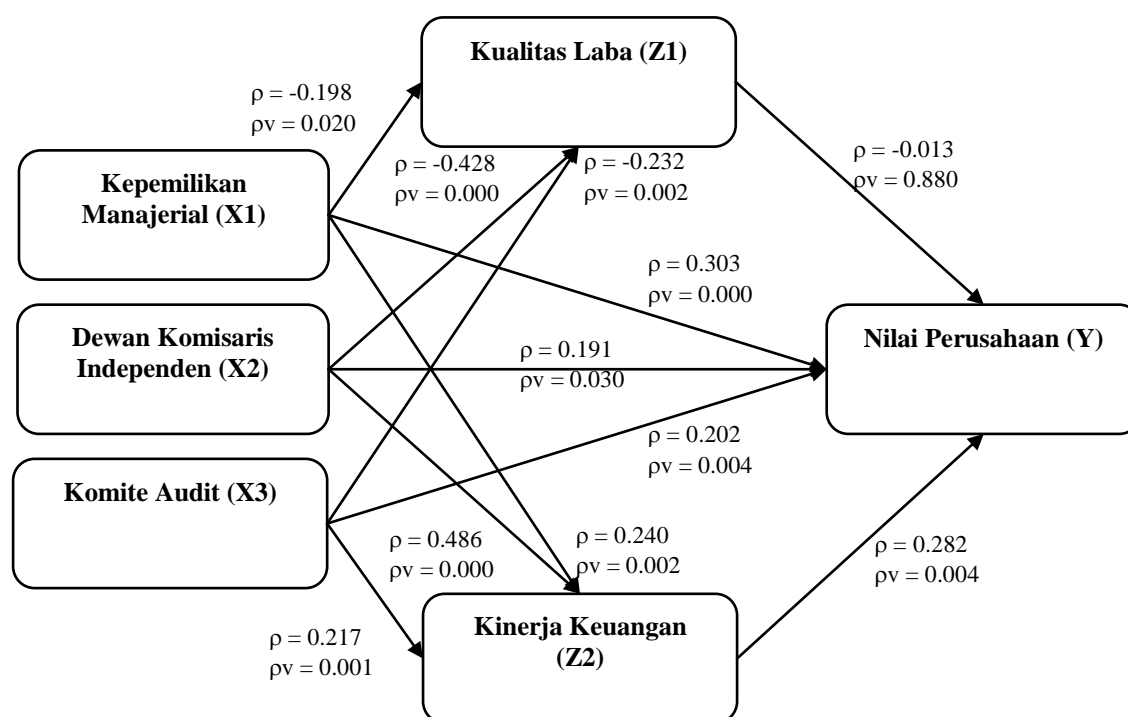 Kualitas Laba (Z1)
ρ = -0.198
ρv = 0.020
ρ = -0.428
ρv = 0.000
ρ = -0.232
ρv = 0.002
ρ = -0.013
ρv = 0.880
Kepemilikan
Manajerial (X1)
ρ = 0.303
ρv = 0.000
Dewan Komisaris
Independen (X2)
ρ = 0.191
ρv = 0.030
Nilai Perusahaan (Y)
ρ = 0.202
ρv = 0.004
Komite Audit (X3)
ρ = 0.486
ρv = 0.000
ρ = 0.240
ρv = 0.002
ρ = 0.282
ρv = 0.004
ρ = 0.217
ρv = 0.001
Kinerja Keuangan
(Z2)